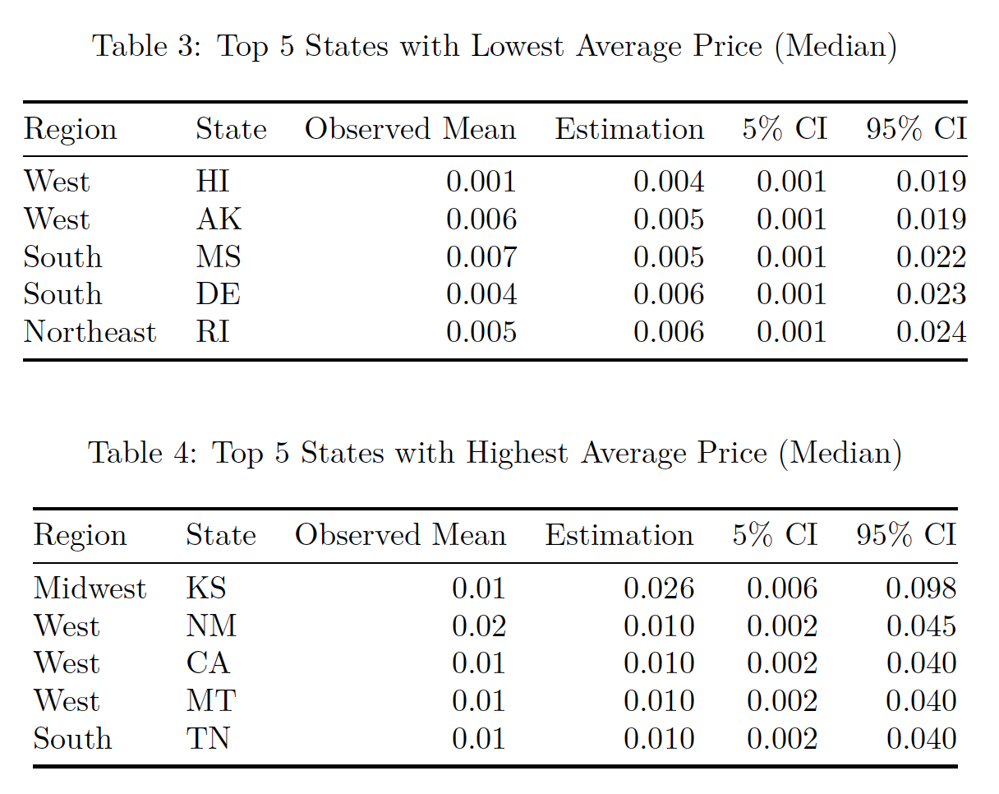 Table 3: Top 5 States with Lowest Average Price (Median)
Region State Observed Mean Estimation 5% CI 95% CI
West HI 0.001 0.004 0.001 0.019
West AK 0.006 0.005 0.001 0.019
South MS 0.007 0.005 0.001 0.022
South DE 0.004 0.006 0.001 0.023
Northeast RI 0.005 0.006 0.001 0.024
Table 4: Top 5 States with Highest Average Price (Median)
Region State Observed Mean Estimation 5% CI 95% CI
Midwest KS 0.01 0.026 0.006 0.098
West NM 0.02 0.010 0.002 0.045
West CA 0.01 0.010 0.002 0.040
West MT 0.01 0.010 0.002 0.040
South TN 0.01 0.010 0.002 0.040